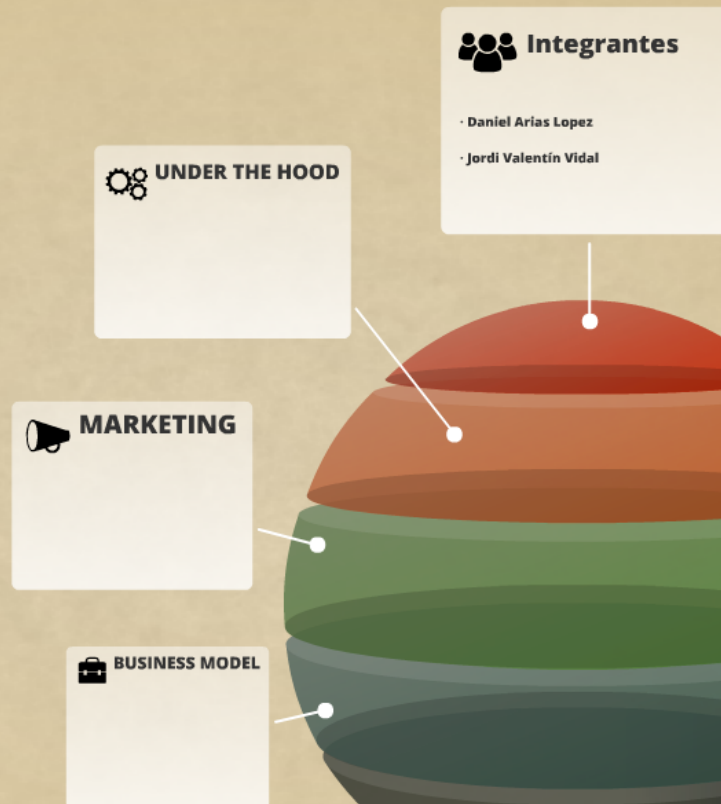 Integrantes
· Daniel Arias Lopez
· Jordi Valentín Vidal
UNDER THE HOOD
MARKETING
BUSINESS MODEL